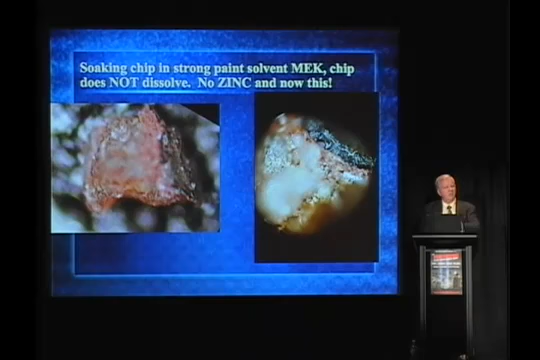 Soaking chip in strong paint solvent MEK, chip
does NOT dissolve.  No ZINC and now this!